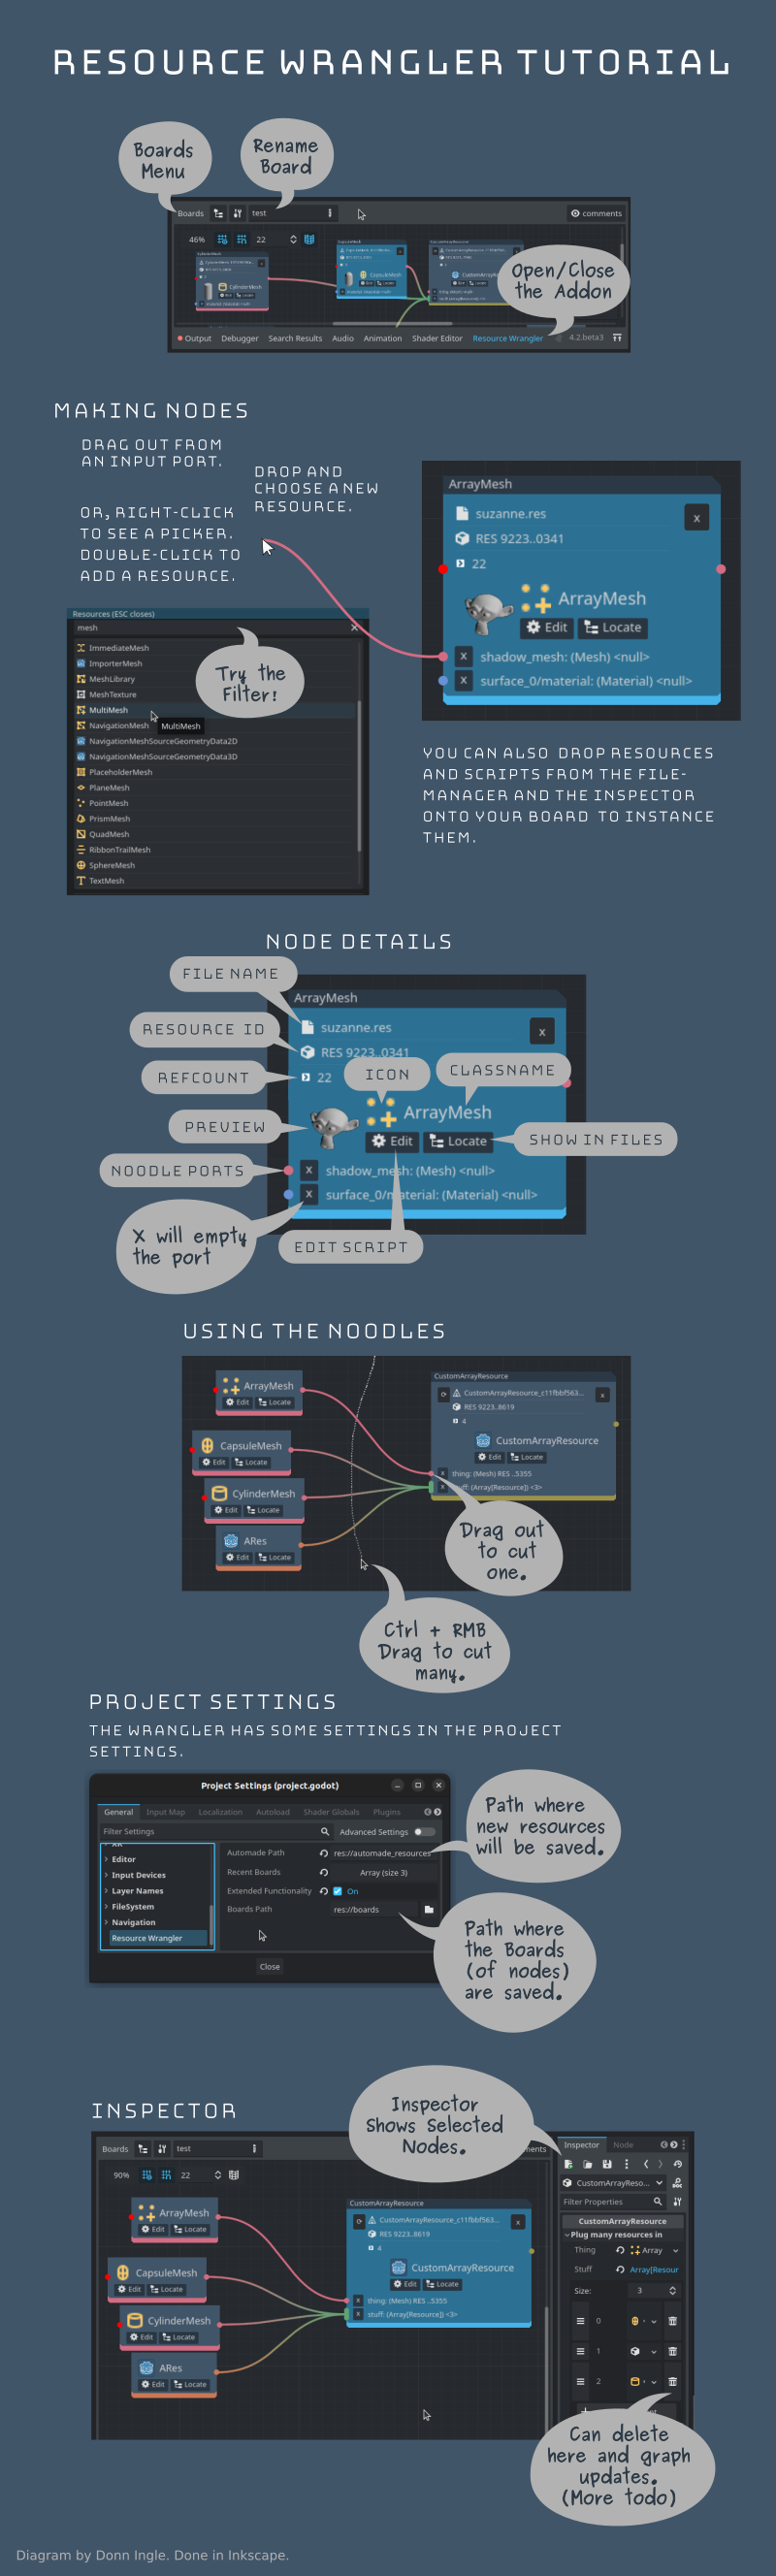 RESOURCE WRANGLER TUTORIAL
Boards
Menu
Rename
Board
Boards
test
comments
46%
22
CylinderMesh
CapsuleMesh
Open/Close
the Addon
Output Debugger Search Results Audio Animation Shader Editor Resource Wrangler 4.2.beta3
MAKING NODES
DRAG OUT FROM
AN INPUT PORT.
DROP AND
CHOOSE A NEW
RESOURCE.
OR, RIGHT-CLICK
TO SEE A PICKER.
DOUBLE-CLICK TO
ADD A RESOURCE.
ArrayMesh
suzanne.res
x
RES 9223..0341
22
ArrayMesh
Edit Locate
x shadow_mesh: (Mesh) <null>
x surface_0/material: (Material) <null>
Resources (ESC closes)
mesh
ImmediateMesh
ImporterMesh
MeshLibrary
MeshTexture
MultiMesh
NavigationMesh
MultiMesh
NavigationMeshSourceGeometryData2D
NavigationMeshSourceGeometryData3D
PlaceholderMesh
PlaneMesh
PointMesh
PrismMesh
QuadMesh
RibbonTrailMesh
SphereMesh
TextMesh
Try the
Filter!
YOU CAN ALSO DROP RESOURCES
AND SCRIPTS FROM THE FILE-
MANAGER AND THE INSPECTOR
ONTO YOUR BOARD TO INSTANCE
THEM.
NODE DETAILS
FILE NAME
RESOURCE ID
REFCOUNT
PREVIEW
NOODLE PORTS
X will empty
the port
ArrayMesh
suzanne.res
x
RES 9223..0341
22
ICON
CLASSNAME
ArrayMesh
Edit Locate
SHOW IN FILES
x shadow_mesh: (Mesh) <null>
x surface_0/material: (Material) <null>
EDIT SCRIPT
USING THE NOODLES
ArrayMesh
Edit Locate
CapsuleMesh
Edit Locate
CylinderMesh
Edit Locate
ARes
Edit Locate
CustomArrayResource
CustomArrayResource_c11fbbf563...
x
RES 9223..8619
4
CustomArrayResource
Edit Locate
x thing: (Mesh) RES ..5355
x stuff: (Array[Resource]) <3>
Drag out
to cut
one.
Ctrl + RMB
Drag to cut
many.
PROJECT SETTINGS
THE WRANGLER HAS SOME SETTINGS IN THE PROJECT
SETTINGS.
Project Settings (project.godot)
General Input Map Localization Autoload Shader Globals Plugins
Filter Settings
Advanced Settings
Editor
Input Devices
Layer Names
FileSystem
Navigation
Resource Wrangler
Automade Path res://automade_resources
Recent Boards Array (size 3)
Extended Functionality On
Boards Path res://boards
Close
Path where
new resources
will be saved.
Path where
the Boards
(of nodes)
are saved.
INSPECTOR
Inspector
Shows Selected
Nodes.
Boards
test
ments
90%
22
ArrayMesh
Edit Locate
CapsuleMesh
Edit Locate
CylinderMesh
Edit Locate
ARes
Edit Locate
CustomArrayResource
CustomArrayResource_c11fbbf563...
x
RES 9223..8619
4
CustomArrayResource
Edit Locate
x thing: (Mesh) RES ..5355
x stuff: (Array[Resource]) <3>
Inspector Node
CustomArrayReso...
Filter Properties
CustomArrayResource
Plug many resources in
Thing Array
Stuff Array[Resour
Size: 3
0
1
2
Can delete
here and graph
updates.
(More todo)
Diagram by Donn Ingle. Done in Inkscape.